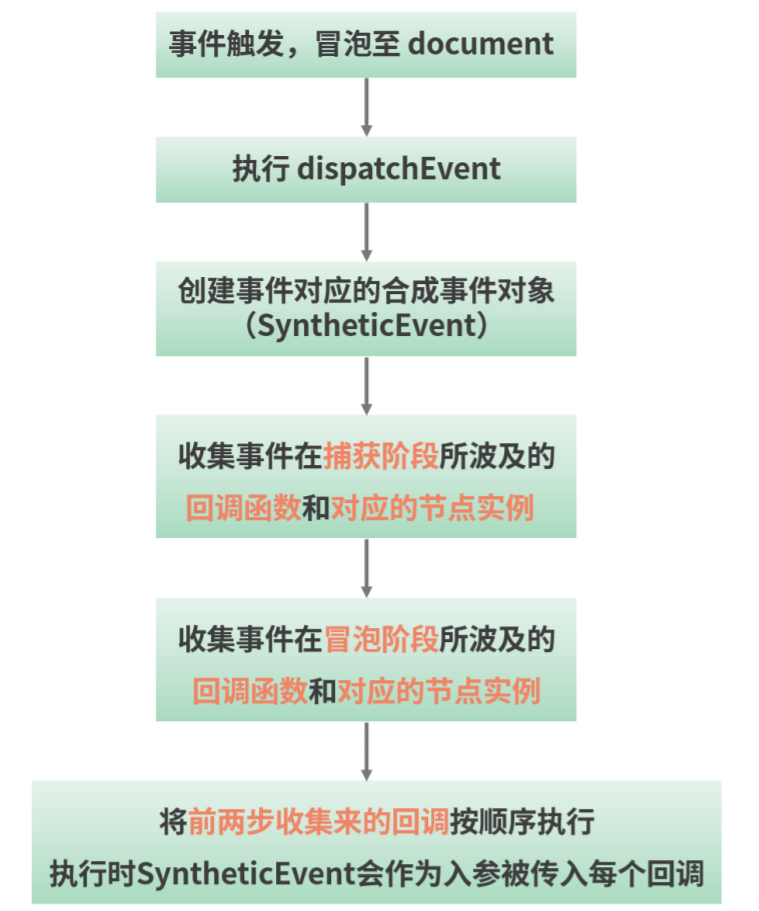 事件触发，冒泡至 document
执行 dispatchEvent
创建事件对应的合成事件对象
（SyntheticEvent）
收集事件在捕获阶段所波及的
回调函数和对应的节点实例
收集事件在冒泡阶段所波及的
回调函数和对应的节点实例
将前两步收集来的回调按顺序执行
执行时SyntheticEvent会作为入参被传入每个回调